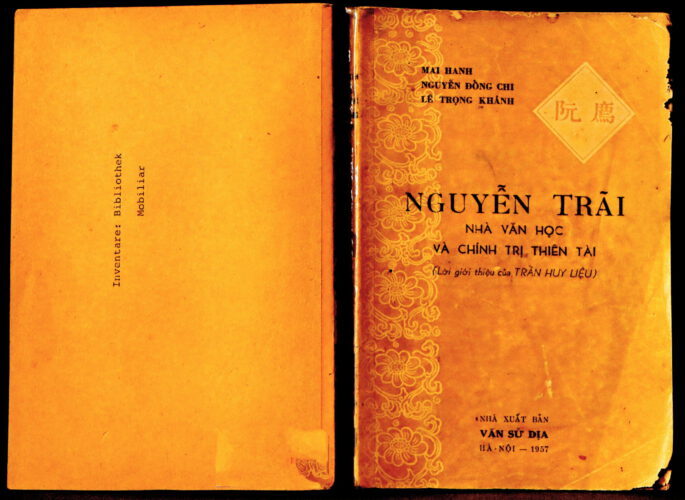 Inventare: Bibliothek
Mobiliar
MAI HANH
NGUYỄN ĐỔNG CHI
LÊ TRỌNG KHÁNH
阮廌
NGUYỄN TRÃI
NHÀ VĂN HỌC
VÀ CHÍNH TRỊ THIÊN TÀI
(Lời giới thiệu của TRẦN HUY LIỆU)
NHÀ XUẤT BẢN
VĂN SỬ ĐỊA
HÀ-NỘI — 1957